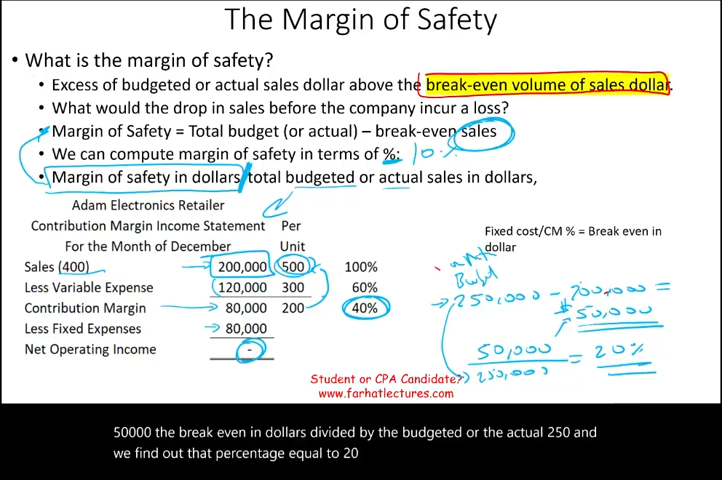 The Margin of Safety
• What is the margin of safety?
• Excess of budgeted or actual sales dollar above the break-even volume of sales dollar.
• What would the drop in sales before the company incur a loss?
• Margin of Safety = Total budget (or actual) – break-even sales
• We can compute margin of safety in terms of %: 10%
• Margin of safety in dollars/total budgeted or actual sales in dollars,
Adam Electronics Retailer
Contribution Margin Income Statement Per
For the Month of December Unit
Sales (400) 200,000 500 100%
Less Variable Expense 120,000 300 60%
Contribution Margin 80,000 200 40%
Less Fixed Expenses 80,000
Net Operating Income -
Fixed cost/CM % = Break even in
dollar
Budget
250,000 - 200,000 =
$50,000
50,000 = 20%
250,000
Student or CPA Candidate?
www.farhatlectures.com
50000 the break even in dollars divided by the budgeted or the actual 250 and
we find out that percentage equal to 20